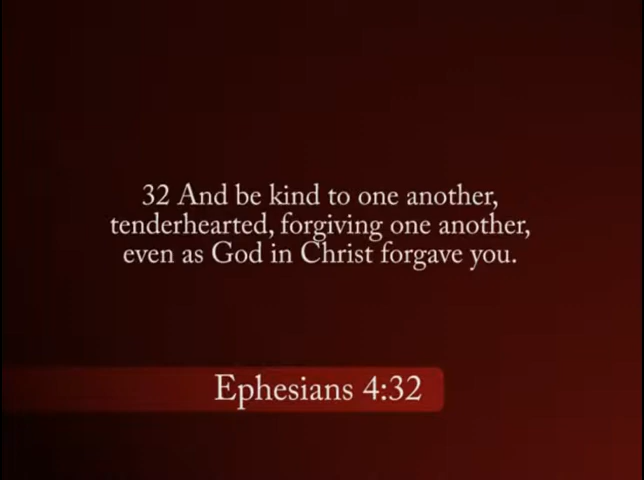 32 And be kind to one another,
tenderhearted, forgiving one another,
even as God in Christ forgave you.
Ephesians 4:32